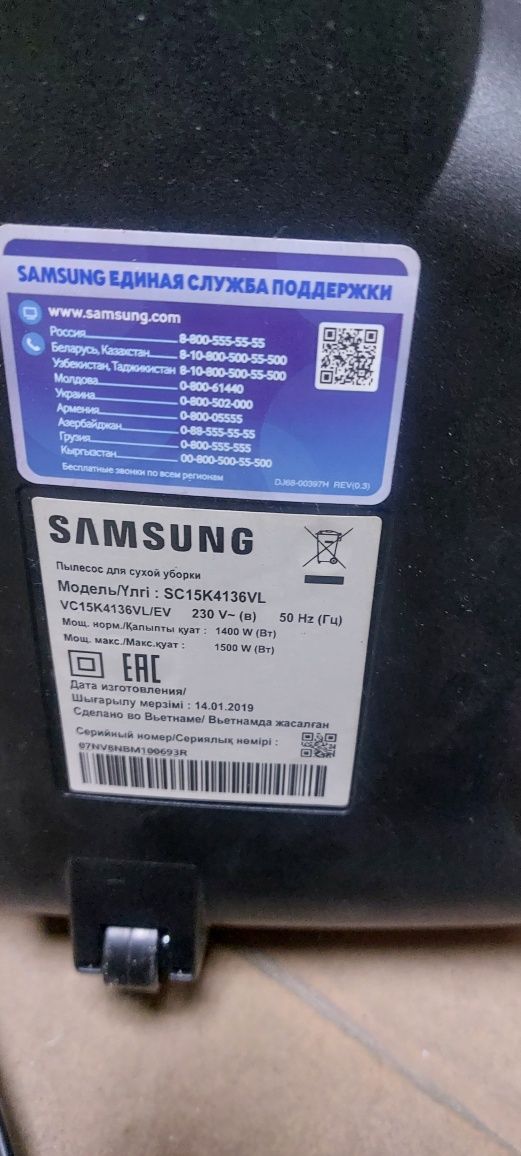 SAMSUNG ЕДИНАЯ СЛУЖБА ПОДДЕРЖКИ
www.samsung.com
Россия 8-800-555-55-55
Беларусь, Казахстан 8-10-800-500-55-500
Узбекистан, Таджикистан 8-10-800-500-55-500
Молдова 0-800-61440
Украина 0-800-502-000
Армения 0-800-05555
Азербайджан 0-88-555-55-55
Грузия 0-800-555-555
Кыргызстан 00-800-500-55-500
Бесплатные звонки по всем регионам
DJ68-00397H REV(0.3)
SAMSUNG
Пылесос для сухой уборки
Модель/Үлгі : SC15K4136VL
VC15K4136VL/EV 230 V~ (в) 50 Hz (Гц)
Мощ. норм./Қалыпты қуат : 1400 W (Вт)
Мощ. макс./Макс.қуат : 1500 W (Вт)
EAC
Дата изготовления/
Шығарылу мерзімі : 14.01.2019
Сделано во Вьетнаме/ Вьетнамда жасалған
Серийный номер/Сериялық нөмірі :
07NV8NBM100693R